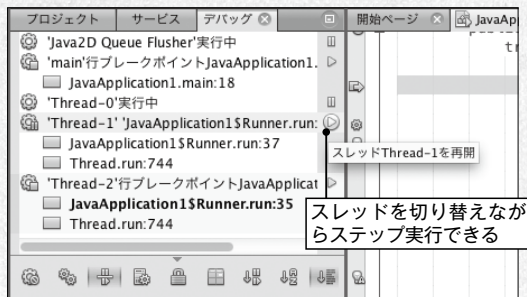 プロジェクト サービス デバッグ
開始ページ JavaAp
'Java2D Queue Flusher'実行中
'main'行ブレークポイントJavaApplication1.
JavaApplication1.main:18
'Thread-0'実行中
'Thread-1' 'JavaApplication1$Runner.run:
JavaApplication1$Runner.run:37
スレッドThread-1を再開
Thread.run:744
'Thread-2'行ブレークポイントJavaApplicat
JavaApplication1$Runner.run:35
Thread.run:744
スレッドを切り替えなが
らステップ実行できる